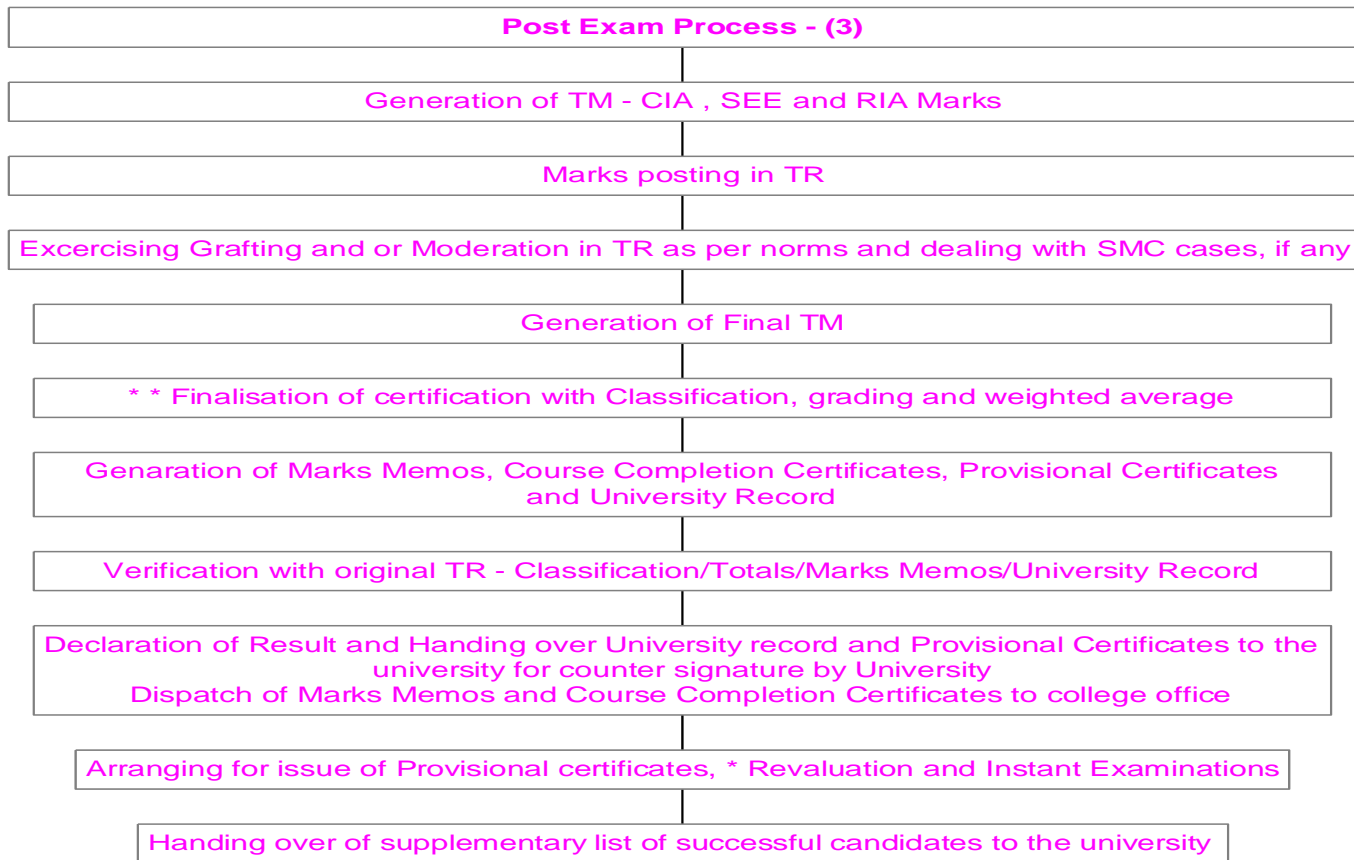 Post Exam Process - (3)
Generation of TM - CIA , SEE and RIA Marks
Marks posting in TR
Excercising Grafting and or Moderation in TR as per norms and dealing with SMC cases, if any
Generation of Final TM
* * Finalisation of certification with Classification, grading and weighted average
Genaration of Marks Memos, Course Completion Certificates, Provisional Certificates
and University Record
Verification with original TR - Classification/Totals/Marks Memos/University Record
Declaration of Result and Handing over University record and Provisional Certificates to the
university for counter signature by University
Dispatch of Marks Memos and Course Completion Certificates to college office
Arranging for issue of Provisional certificates, * Revaluation and Instant Examinations
Handing over of supplementary list of successful candidates to the university